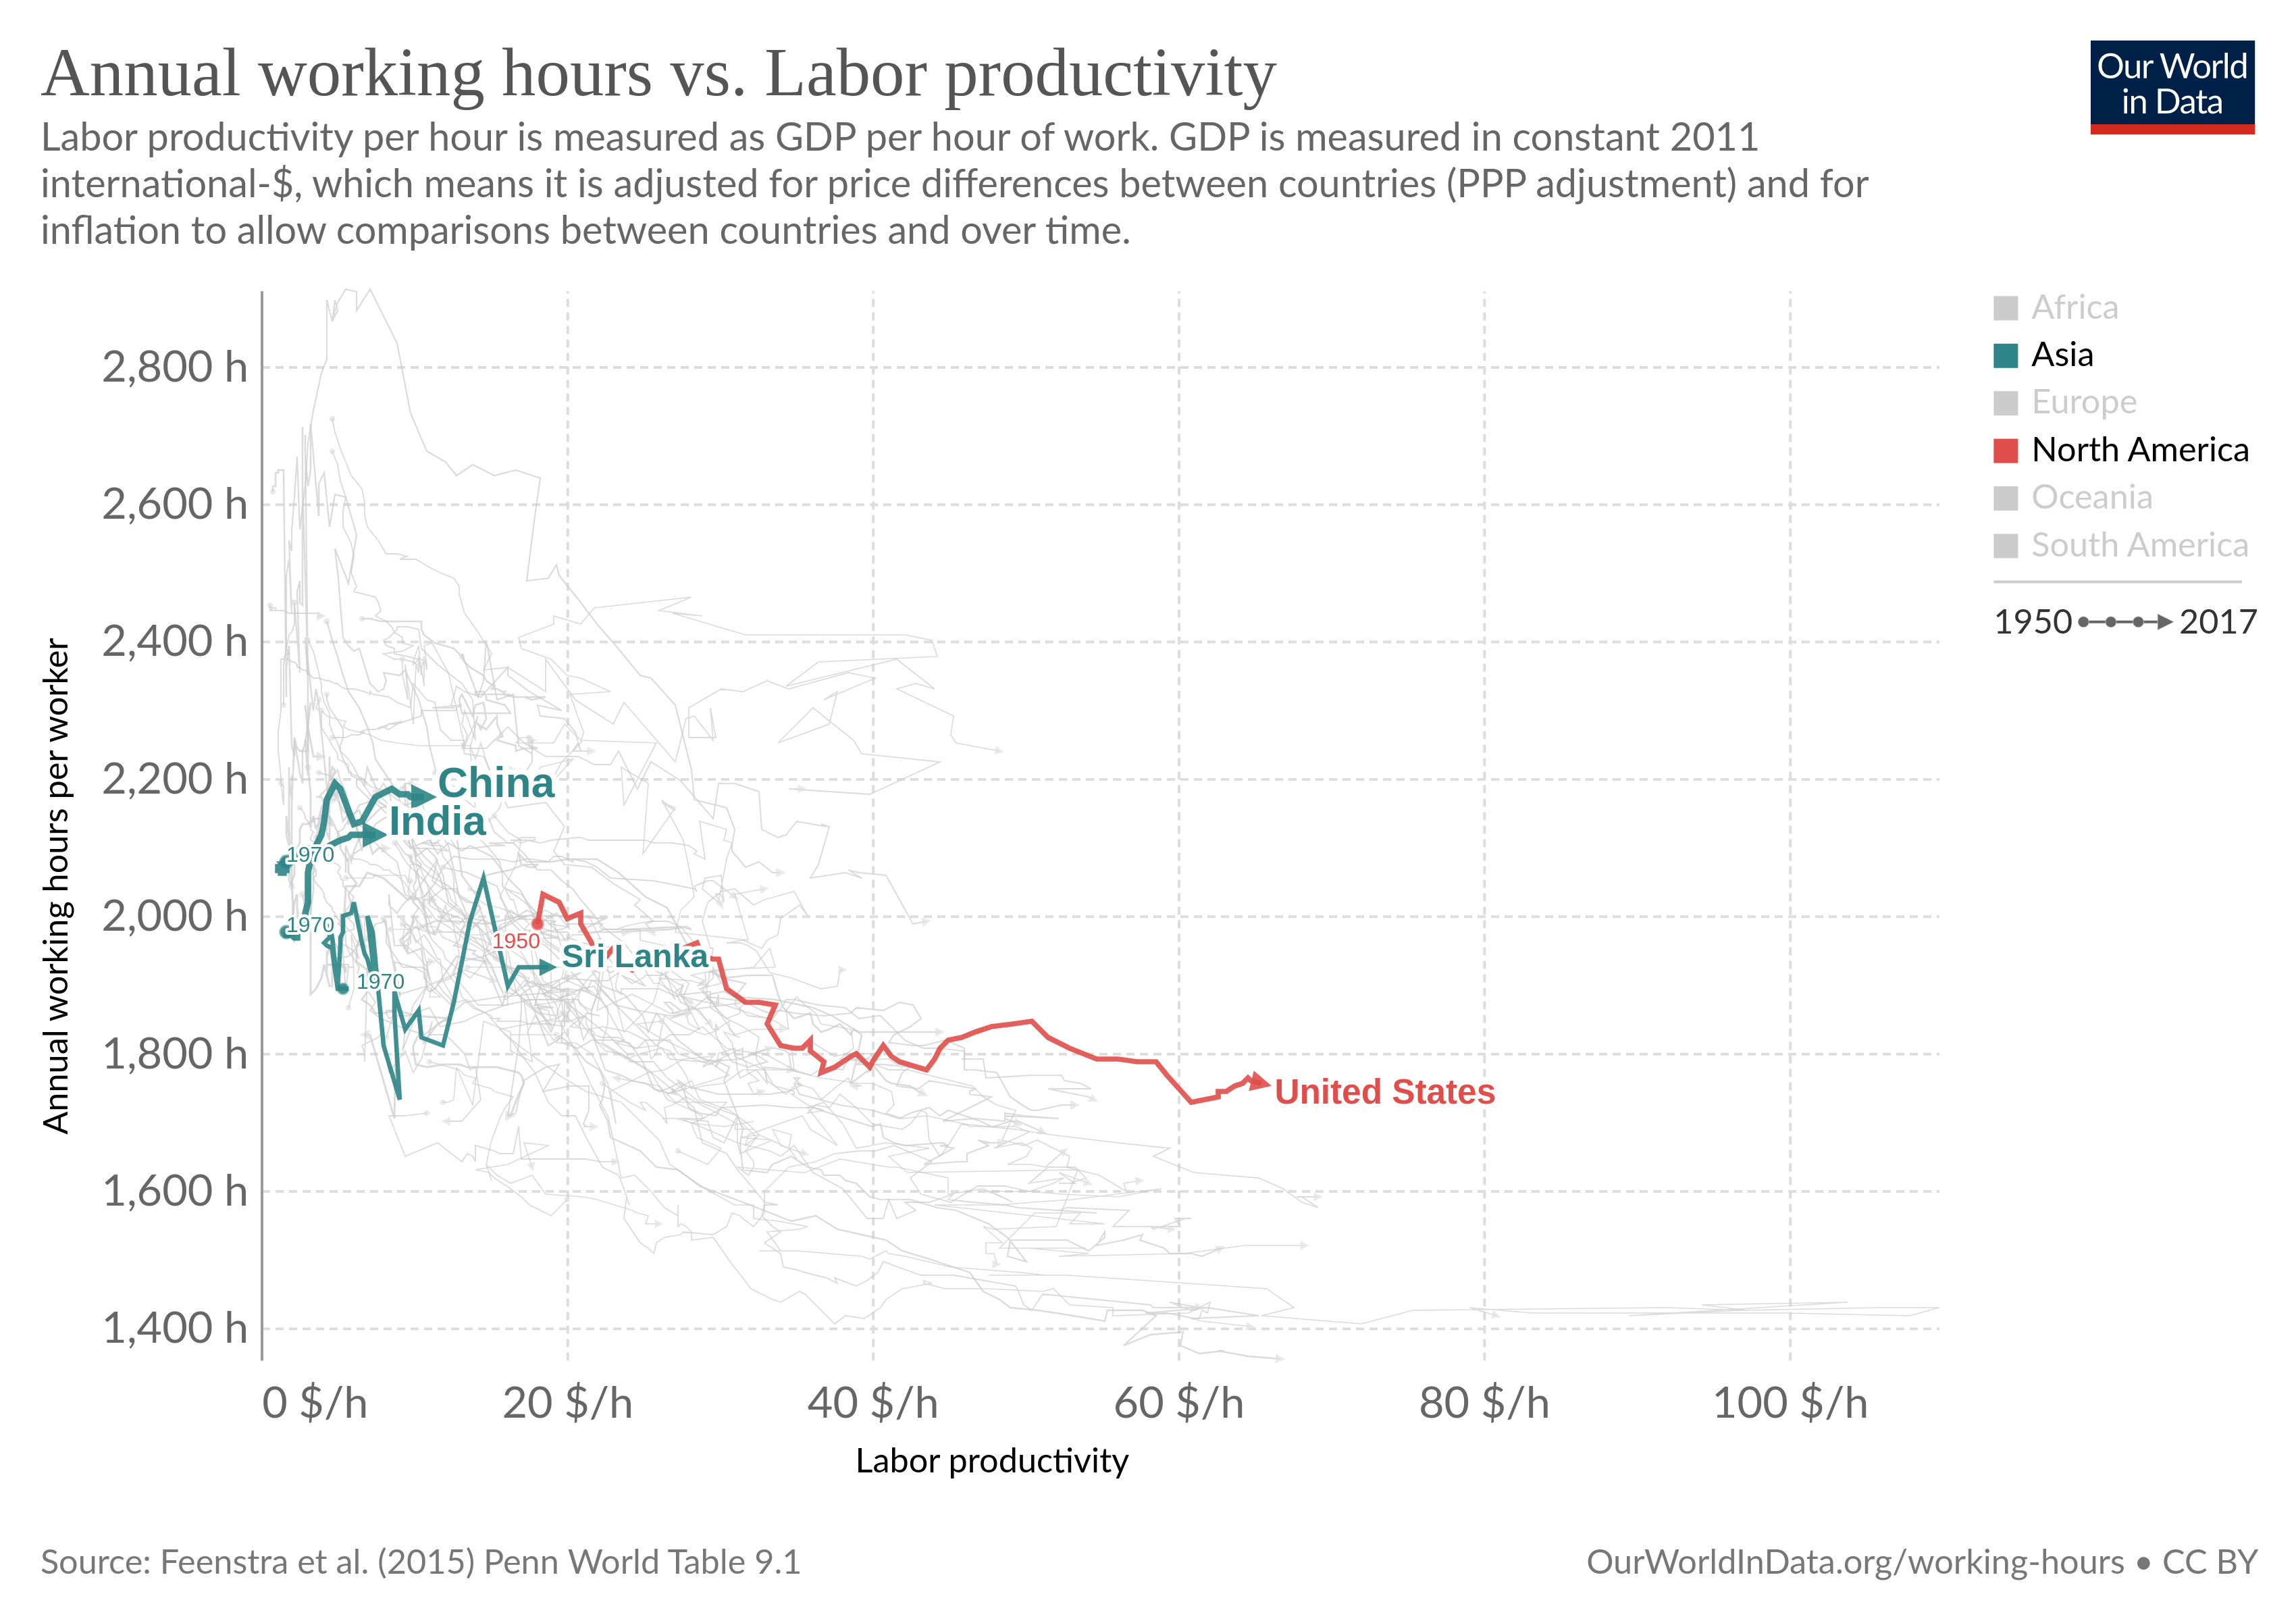 Annual working hours vs. Labor productivity
Our World
in Data
Labor productivity per hour is measured as GDP per hour of work. GDP is measured in constant 2011
international-$, which means it is adjusted for price differences between countries (PPP adjustment) and for
inflation to allow comparisons between countries and over time.
Africa
Asia
Europe
North America
Oceania
South America
1950 2017
2,800 h
2,600 h
2,400 h
2,200 h
2,000 h
1,800 h
1,600 h
1,400 h
Annual working hours per worker
China
India
1970
1970
1950
Sri Lanka
1970
United States
0 $/h
20 $/h
40 $/h
60 $/h
80 $/h
100 $/h
Labor productivity
Source: Feenstra et al. (2015) Penn World Table 9.1
OurWorldInData.org/working-hours • CC BY